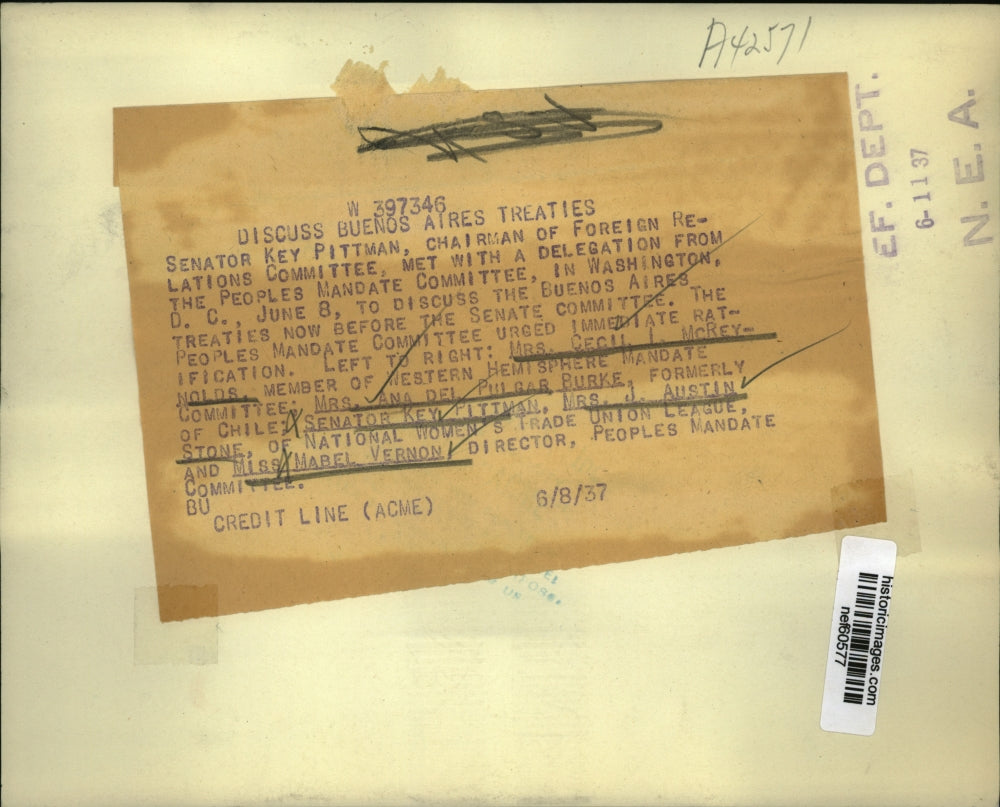 A42571
W 397346
DISCUSS BUENOS AIRES TREATIES
SENATOR KEY PITTMAN, CHAIRMAN OF FOREIGN RE-
LATIONS COMMITTEE, MET WITH A DELEGATION FROM
THE PEOPLES MANDATE COMMITTEE, IN WASHINGTON,
D. C., JUNE 8, TO DISCUSS THE BUENOS AIRES
TREATIES NOW BEFORE THE SENATE COMMITTEE. THE
PEOPLES MANDATE COMMITTEE URGED IMMEDIATE RAT-
IFICATION. LEFT TO RIGHT: MRS. CECIL I. MCREY-
NOLDS, MEMBER OF WESTERN HEMISPHERE MANDATE
COMMITTEE, MRS. ANA DEL PULGAR BURKE, FORMERLY
OF CHILE; SENATOR KEY PITTMAN, MRS. J. AUSTIN
STONE, OF NATIONAL WOMEN'S TRADE UNION LEAGUE,
AND MISS MABEL VERNON, DIRECTOR, PEOPLES MANDATE
COMMITTEE.
BU
CREDIT LINE (ACME) 6/8/37
EF. DEPT.
6-11 37
N. E. A.
historicimages.com
nef60577